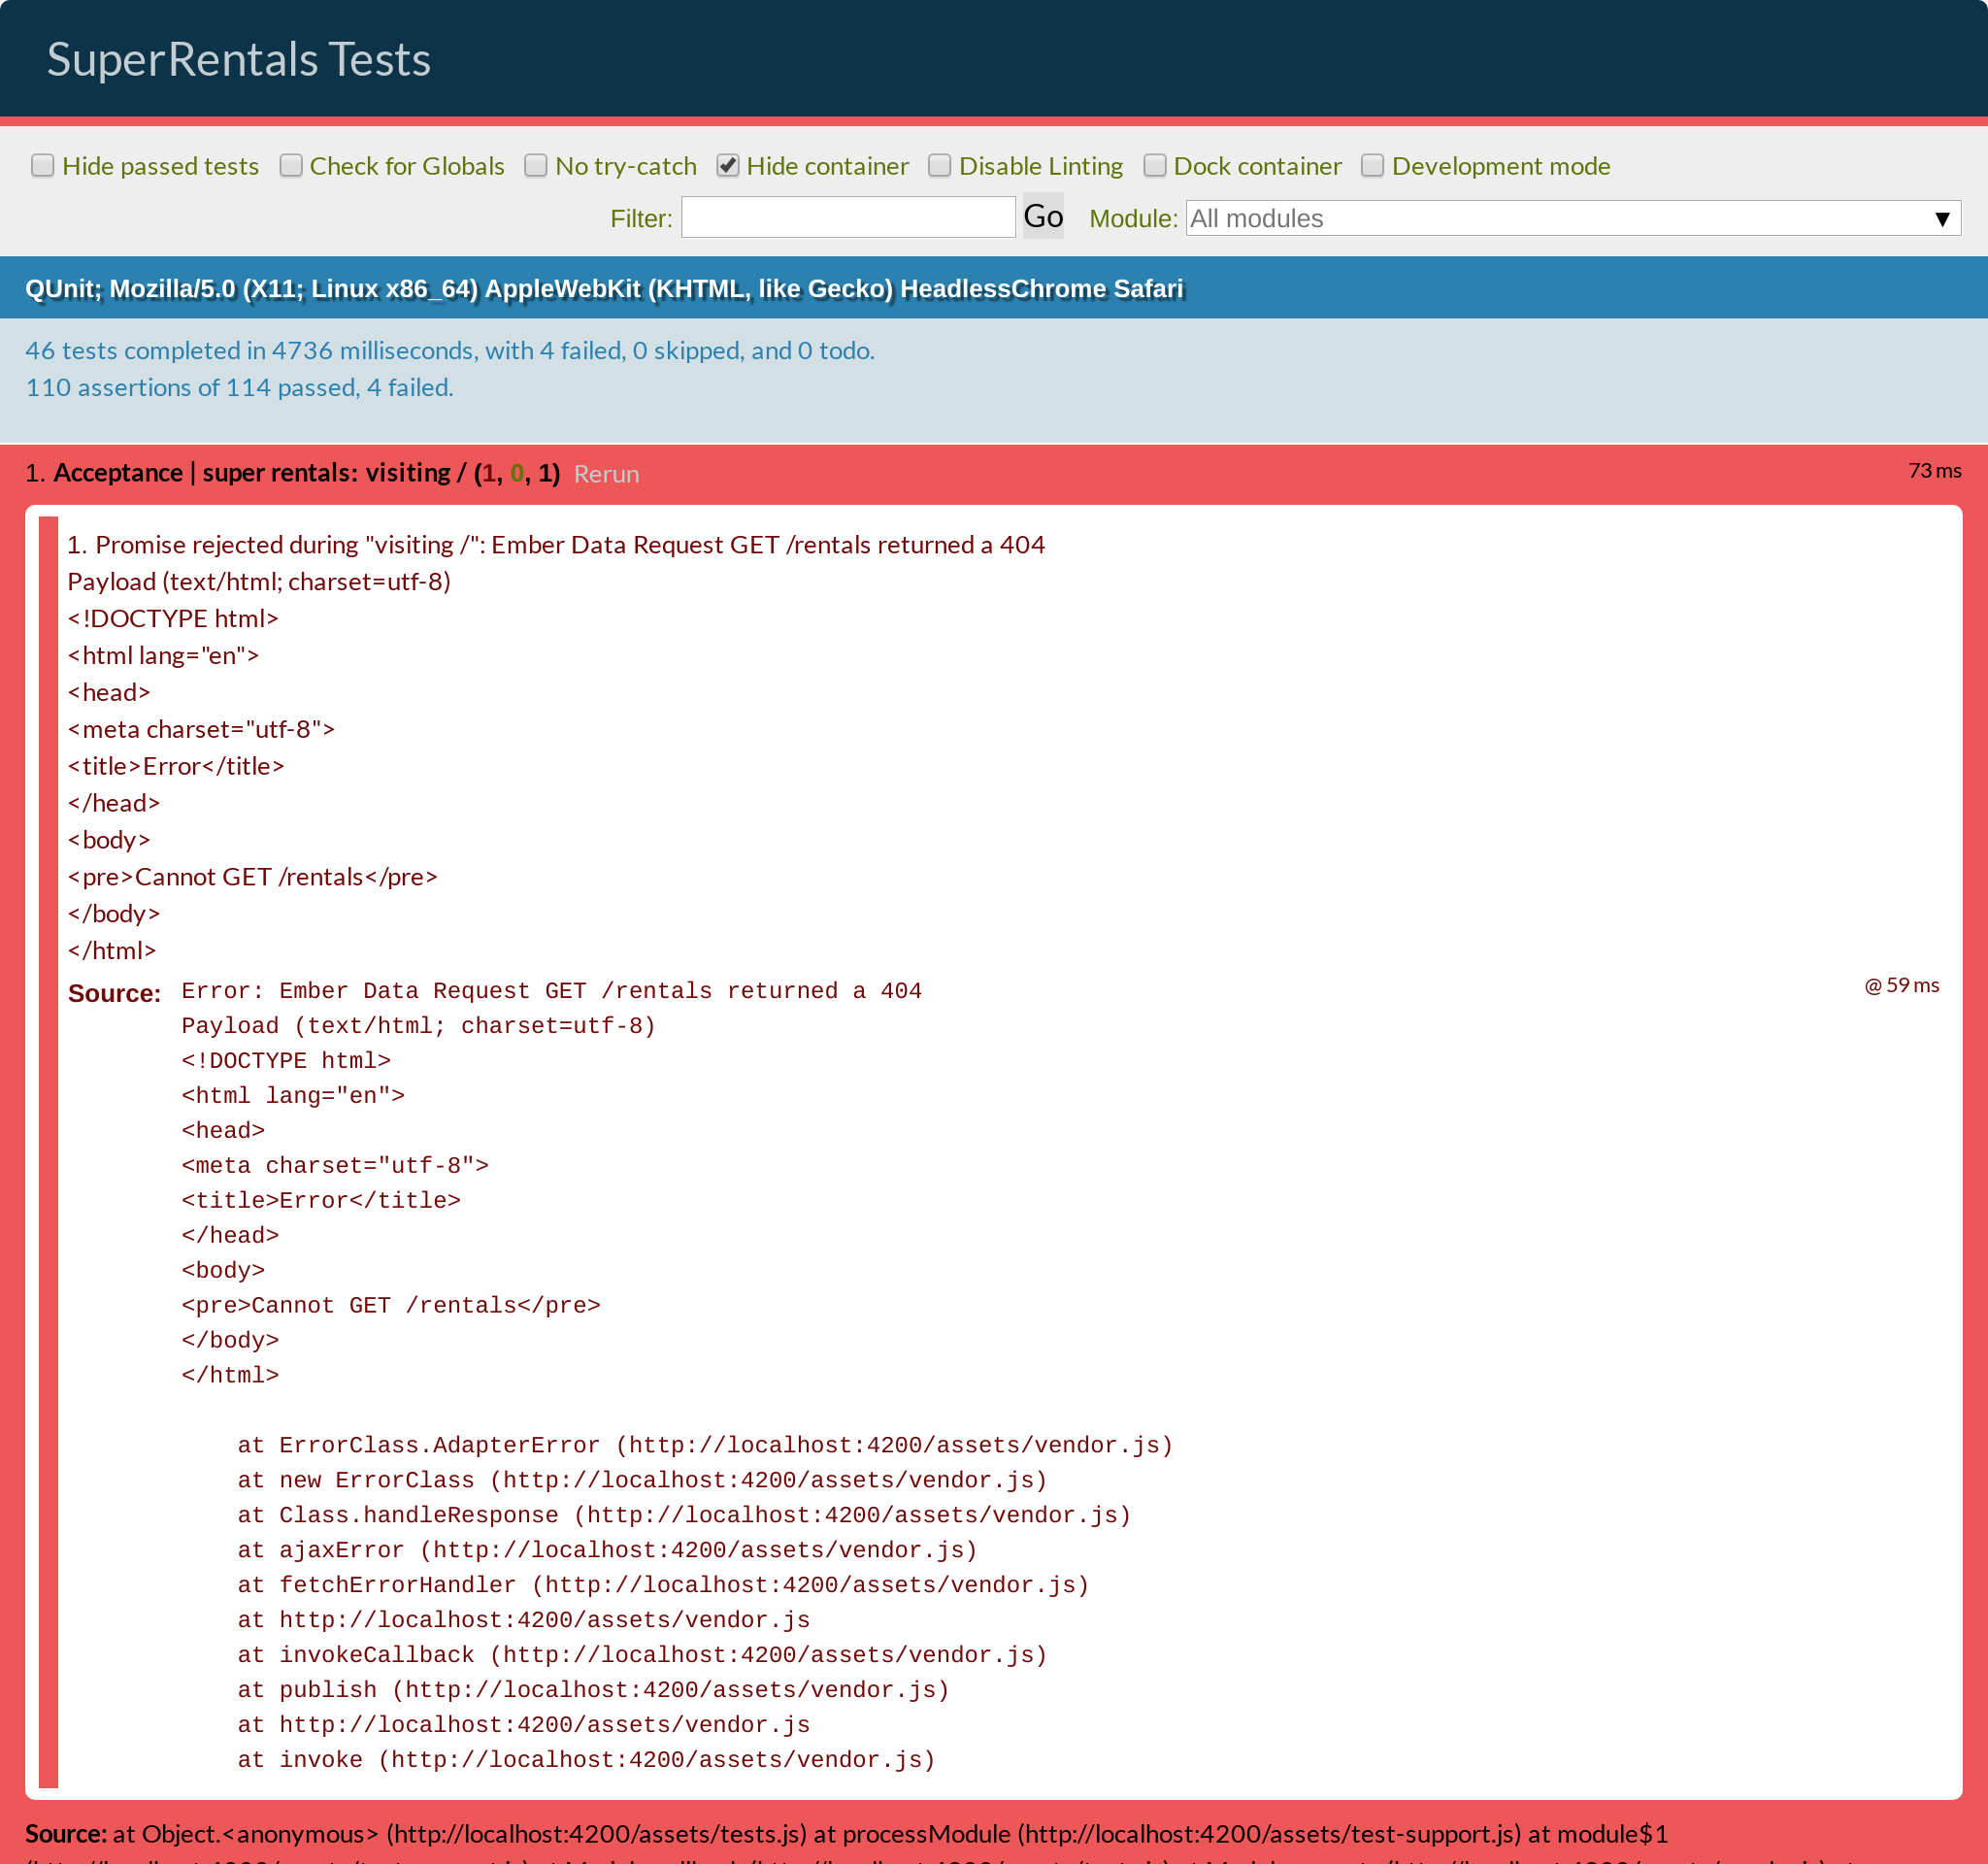 SuperRentals Tests
Hide passed tests Check for Globals No try-catch Hide container Disable Linting Dock container Development mode
Filter: Go Module: All modules ▼
QUnit; Mozilla/5.0 (X11; Linux x86_64) AppleWebKit (KHTML, like Gecko) HeadlessChrome Safari
46 tests completed in 4736 milliseconds, with 4 failed, 0 skipped, and 0 todo.
110 assertions of 114 passed, 4 failed.
1. Acceptance | super rentals: visiting / (1, 0, 1) Rerun 73 ms
1. Promise rejected during "visiting /": Ember Data Request GET /rentals returned a 404
Payload (text/html; charset=utf-8)
<!DOCTYPE html>
<html lang="en">
<head>
<meta charset="utf-8">
<title>Error</title>
</head>
<body>
<pre>Cannot GET /rentals</pre>
</body>
</html>
Source: Error: Ember Data Request GET /rentals returned a 404 @ 59 ms
Payload (text/html; charset=utf-8)
<!DOCTYPE html>
<html lang="en">
<head>
<meta charset="utf-8">
<title>Error</title>
</head>
<body>
<pre>Cannot GET /rentals</pre>
</body>
</html>
at ErrorClass.AdapterError (http://localhost:4200/assets/vendor.js)
at new ErrorClass (http://localhost:4200/assets/vendor.js)
at Class.handleResponse (http://localhost:4200/assets/vendor.js)
at ajaxError (http://localhost:4200/assets/vendor.js)
at fetchErrorHandler (http://localhost:4200/assets/vendor.js)
at http://localhost:4200/assets/vendor.js
at invokeCallback (http://localhost:4200/assets/vendor.js)
at publish (http://localhost:4200/assets/vendor.js)
at http://localhost:4200/assets/vendor.js
at invoke (http://localhost:4200/assets/vendor.js)
Source: at Object.<anonymous> (http://localhost:4200/assets/tests.js) at processModule (http://localhost:4200/assets/test-support.js) at module$1